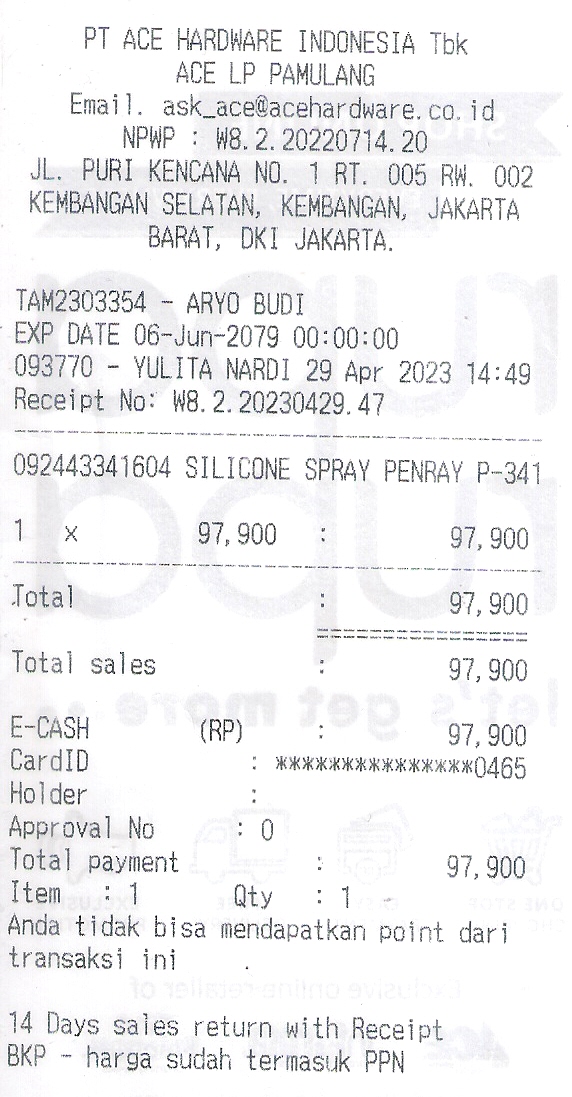 PT ACE HARDWARE INDONESIA Tbk
ACE LP PAMULANG
Email. ask_ace@acehardware.co.id
NPWP : W8.2.20220714.20
JL. PURI KENCANA NO. 1 RT. 005 RW. 002
KEMBANGAN SELATAN, KEMBANGAN, JAKARTA
BARAT, DKI JAKARTA.
TAM2303354 - ARYO BUDI
EXP DATE 06-Jun-2079 00:00:00
093770 - YULITA NARDI 29 Apr 2023 14:49
Receipt No: W8.2.20230429.47
092443341604 SILICONE SPRAY PENRAY P-341
1 x 97,900 : 97,900
Total : 97,900
Total sales : 97,900
E-CASH (RP) : 97,900
CardID : ***************0465
Holder :
Approval No : 0
Total payment : 97,900
Item : 1 Qty : 1
Anda tidak bisa mendapatkan point dari
transaksi ini
14 Days sales return with Receipt
BKP - harga sudah termasuk PPN